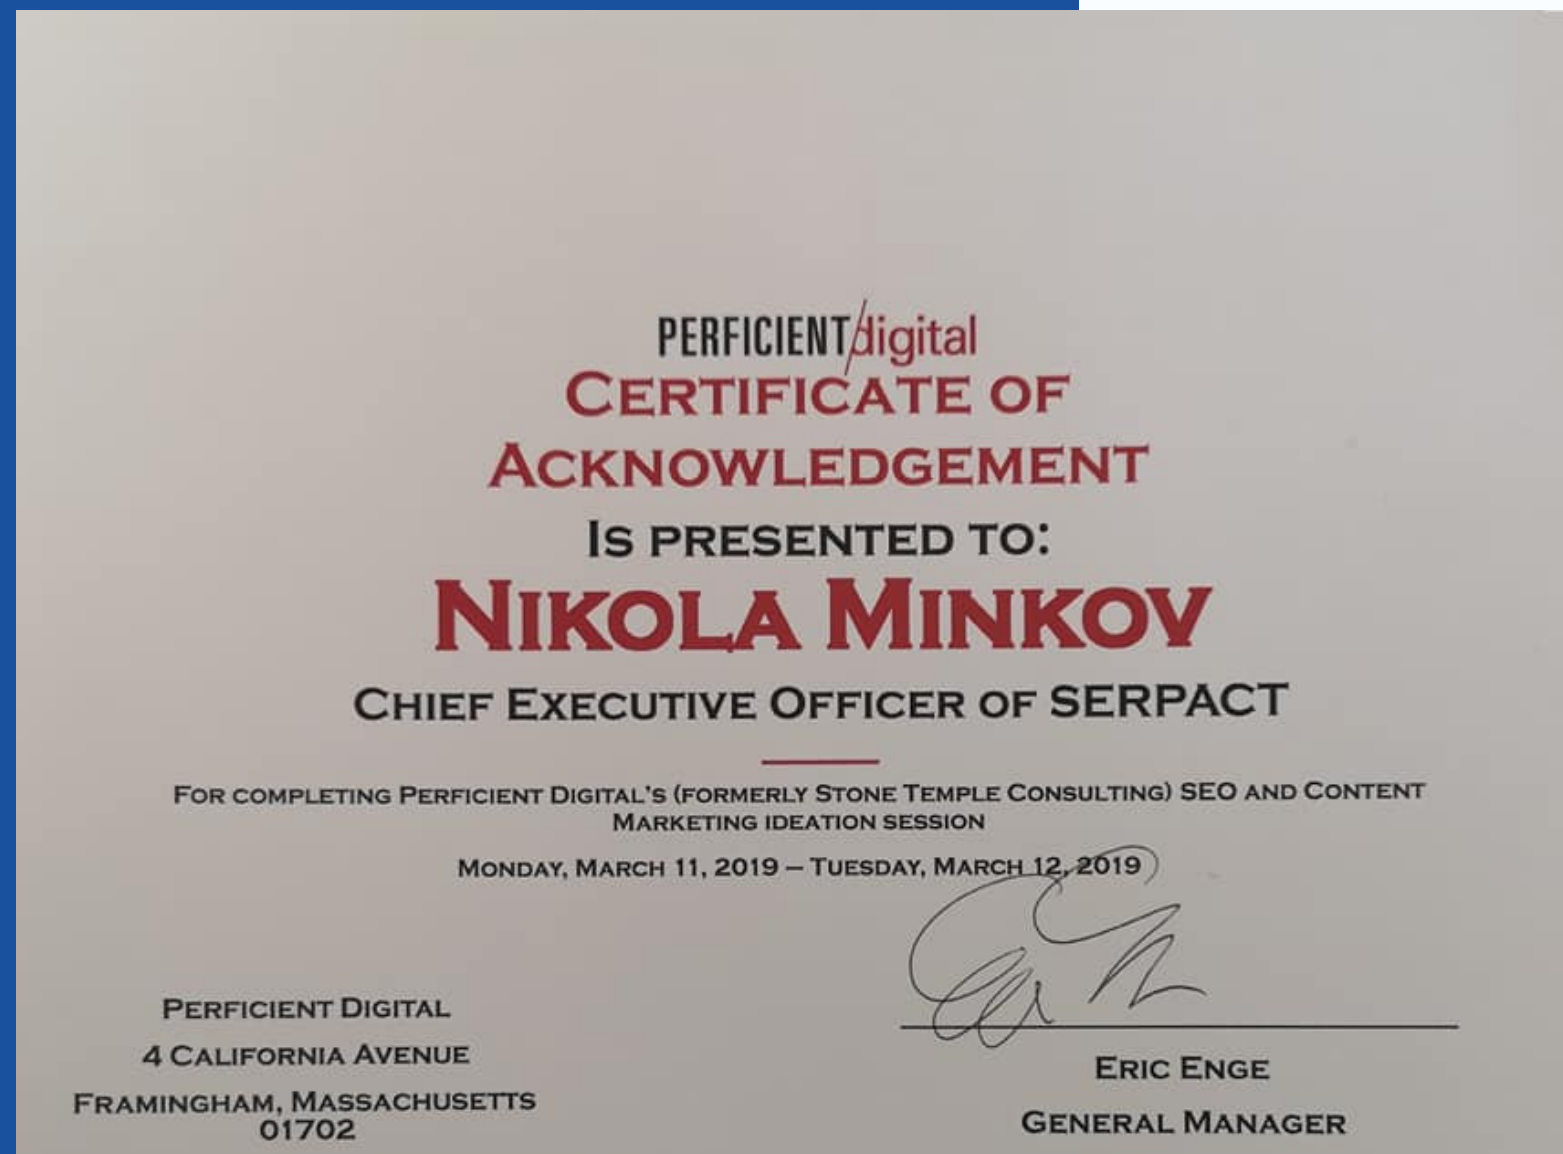 PERFICIENT/digital
CERTIFICATE OF
ACKNOWLEDGEMENT
IS PRESENTED TO:
NIKOLA MINKOV
CHIEF EXECUTIVE OFFICER OF SERPACT
FOR COMPLETING PERFICIENT DIGITAL'S (FORMERLY STONE TEMPLE CONSULTING) SEO AND CONTENT
MARKETING IDEATION SESSION
MONDAY, MARCH 11, 2019 – TUESDAY, MARCH 12, 2019
PERFICIENT DIGITAL
4 CALIFORNIA AVENUE
FRAMINGHAM, MASSACHUSETTS
01702
ERIC ENGE
GENERAL MANAGER